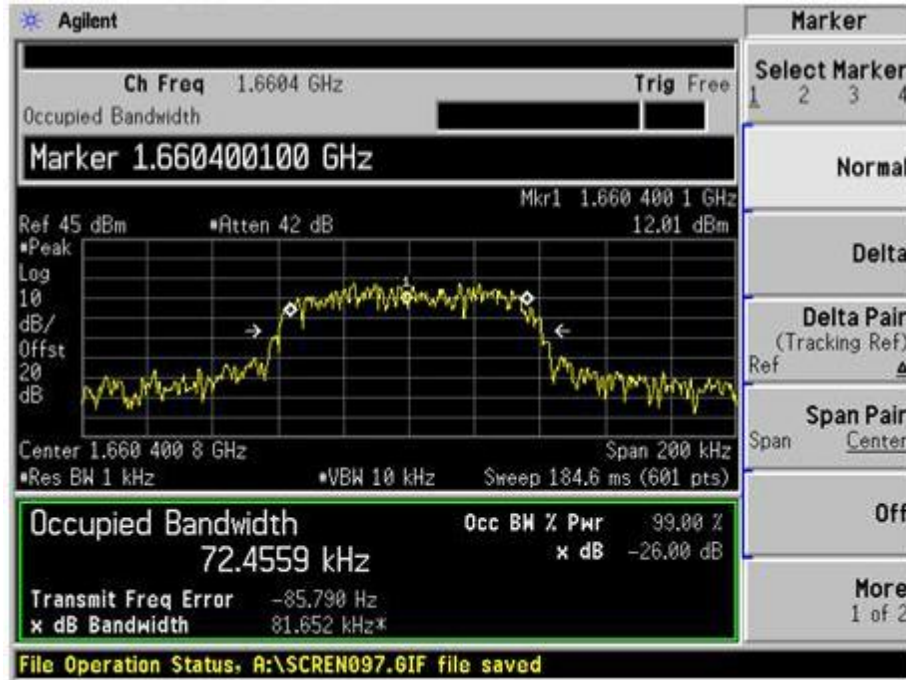 Agilent
Marker
Ch Freq 1.6604 GHz Trig Free
Occupied Bandwidth
Marker 1.660400100 GHz
Mkr1 1.660 400 1 GHz
Ref 45 dBm *Atten 42 dB 12.01 dBm
*Peak
Log
10
dB/
Offst
20
dB
1
Center 1.660 400 8 GHz Span 200 kHz
*Res BW 1 kHz *VBW 10 kHz Sweep 184.6 ms (601 pts)
Occupied Bandwidth Occ BW % Pwr 99.00 %
72.4559 kHz x dB -26.00 dB
Transmit Freq Error -85.790 Hz
x dB Bandwidth 81.652 kHz*
File Operation Status, A:\SCREN097.GIF file saved
Select Marker
1 2 3 4
Normal
Delta
Delta Pair
(Tracking Ref)
Ref Δ
Span Pair
Span Center
Off
More
1 of 2